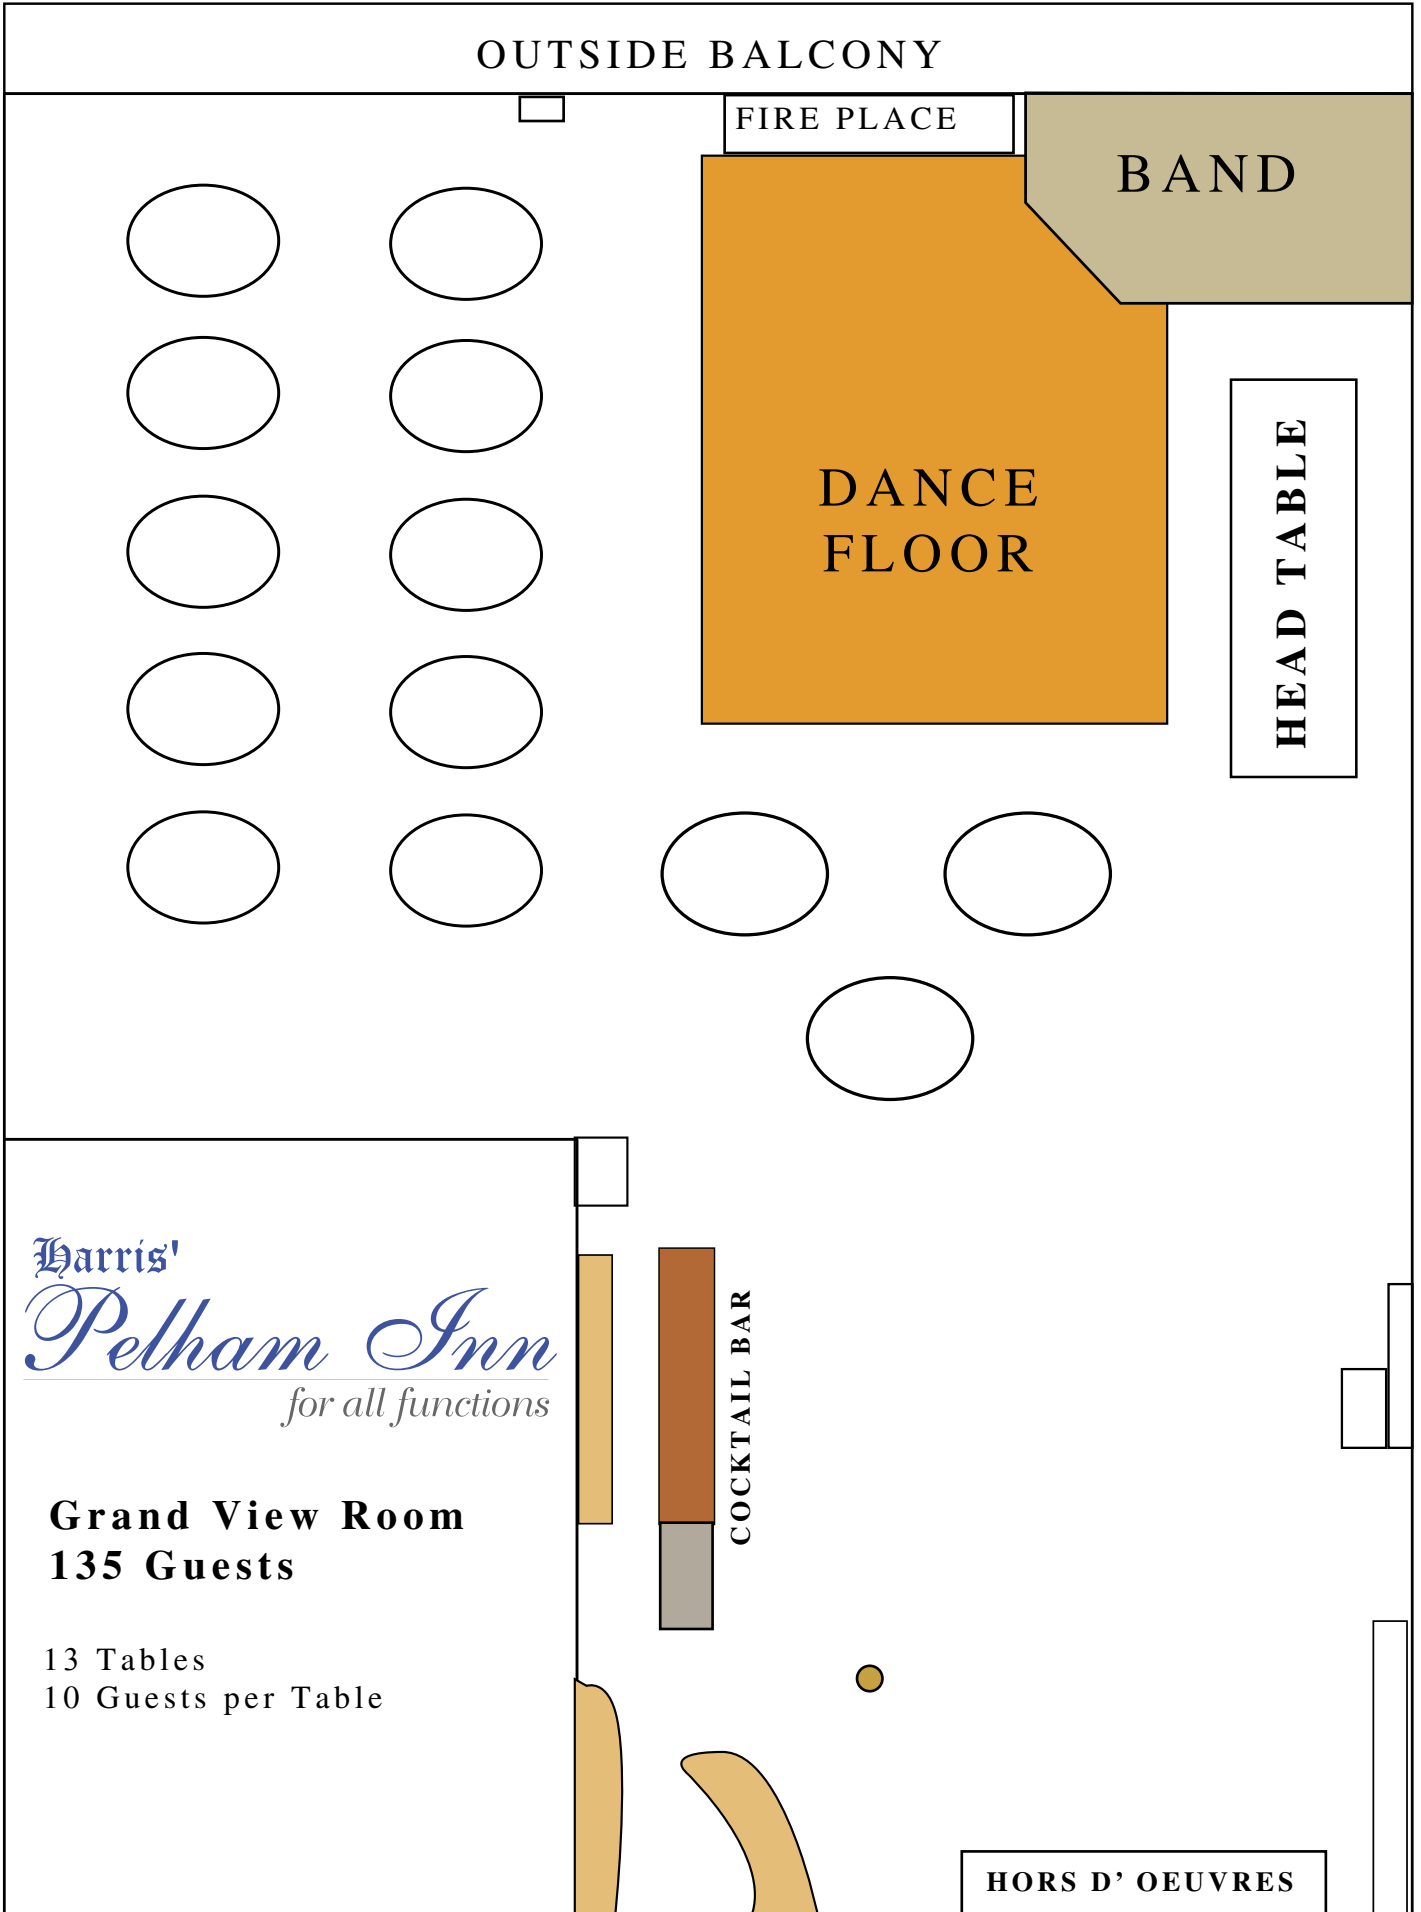 OUTSIDE BALCONY
FIRE PLACE
BAND
DANCE
FLOOR
HEAD TABLE
Harris'
Pelham Inn
for all functions
COCKTAIL BAR
Grand View Room
135 Guests
13 Tables
10 Guests per Table
HORS D’ OEUVRES